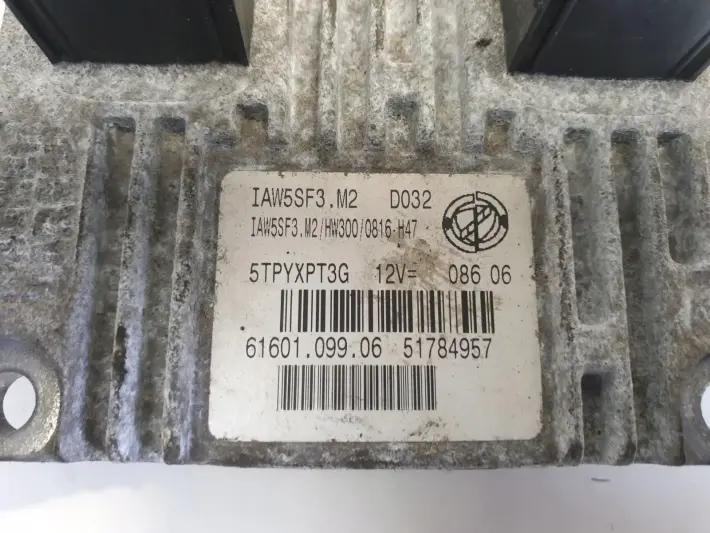 IAW5SF3.M2 D032
IAW5SF3.M2/HW300/0816-H47
5TPYXPT3G 12V= 086 06
61601.099.06 51784957